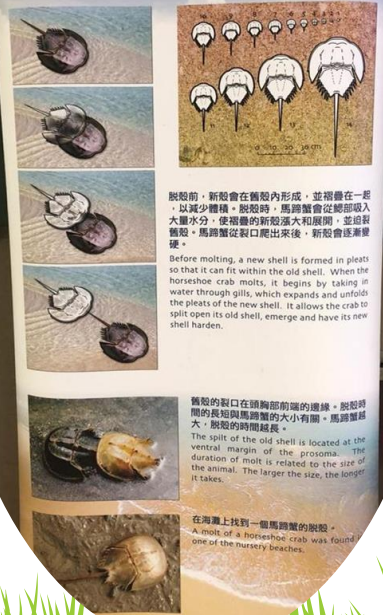 0 10 20 30 cms
脱殼前，新殼會在舊殼內形成，並褶疊在一起
，以減少體積。脱殼時，馬蹄蟹會從鰓部吸入
大量水分，使褶疊的新殼漲大和展開，並迫裂
舊殼。馬蹄蟹從裂口爬出來後，新殼會逐漸變
硬。
Before molting, a new shell is formed in pleats
so that it can fit within the old shell. When the
horseshoe crab molts, it begins by taking in
water through gills, which expands and unfolds
the pleats of the new shell. It allows the crab to
split open its old shell, emerge and have its new
shell harden.
舊殼的裂口在頭胸部前端的邊緣。脱殼時
間的長短與馬蹄蟹的大小有關。馬蹄蟹越
大，脱殼的時間越長。
The spilt of the old shell is located at the
ventral margin of the prosoma. The
duration of molt is related to the size of
the animal. The larger the size, the longer
it takes.
在海灘上找到一個馬蹄蟹的脱殼。
A molt of a horseshoe crab was found
one of the nursery beaches.